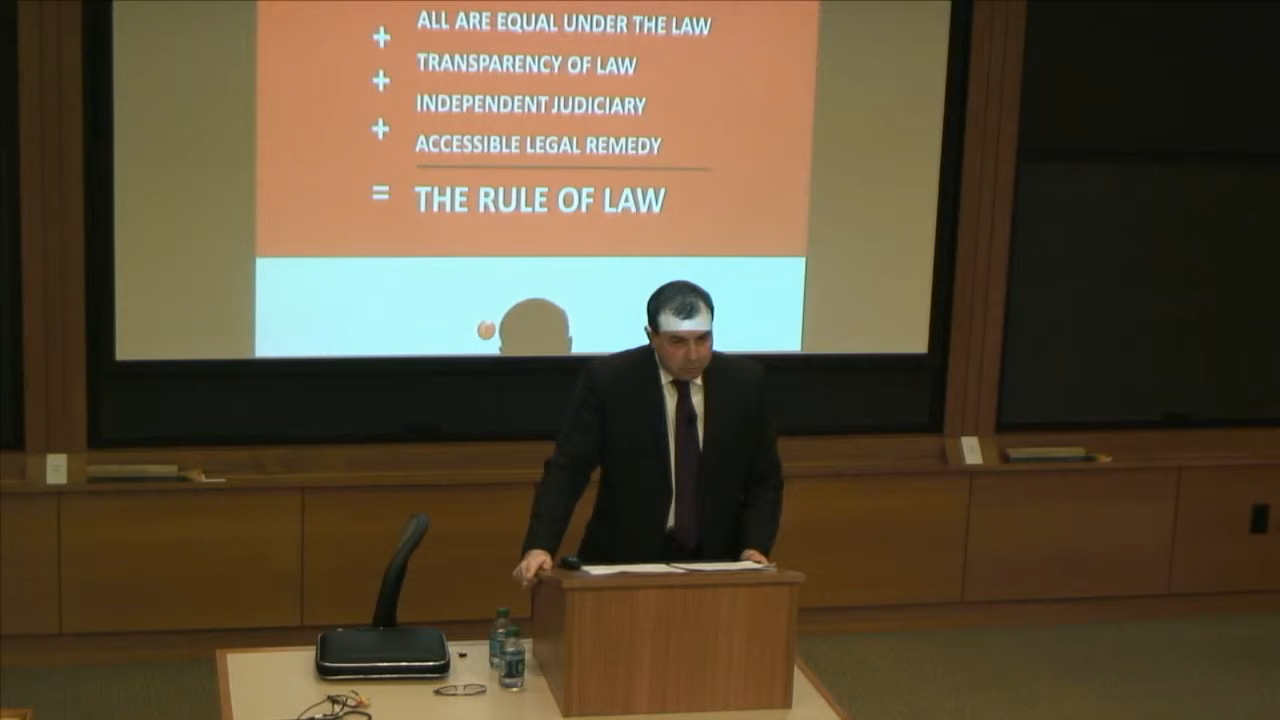 + ALL ARE EQUAL UNDER THE LAW
+ TRANSPARENCY OF LAW
+ INDEPENDENT JUDICIARY
ACCESSIBLE LEGAL REMEDY
= THE RULE OF LAW